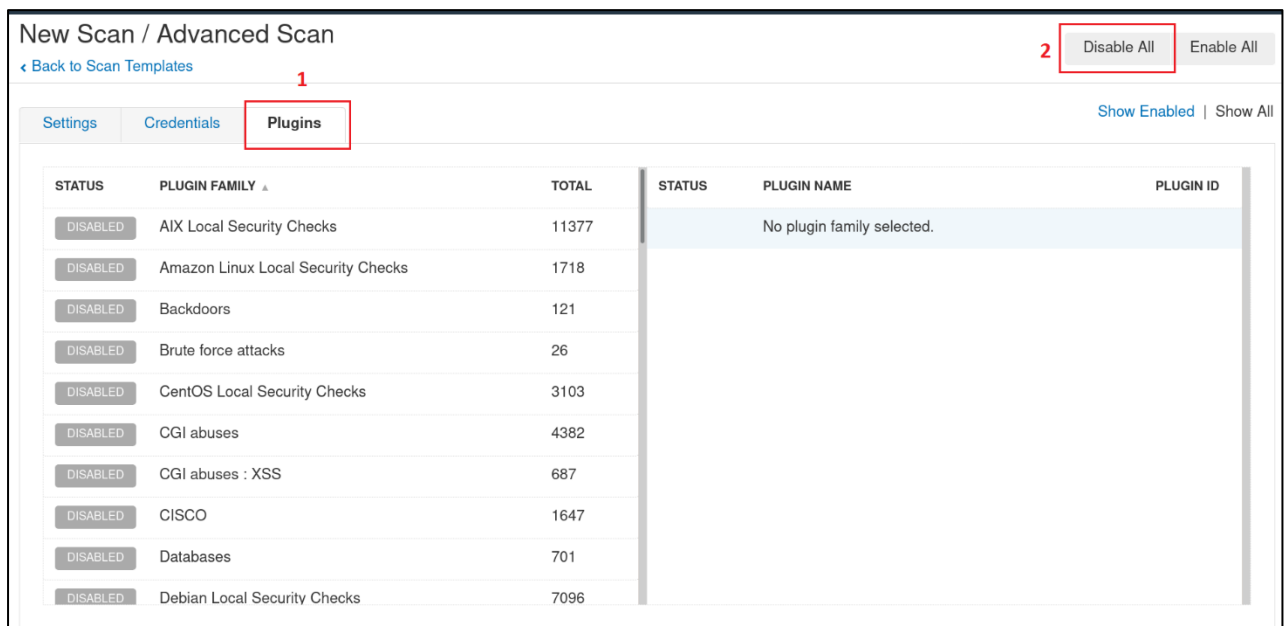 New Scan / Advanced Scan
2 Disable All Enable All
‹ Back to Scan Templates
1
Settings Credentials Plugins
Show Enabled | Show All
STATUS PLUGIN FAMILY ▲ TOTAL STATUS PLUGIN NAME PLUGIN ID
DISABLED AIX Local Security Checks 11377 No plugin family selected.
DISABLED Amazon Linux Local Security Checks 1718
DISABLED Backdoors 121
DISABLED Brute force attacks 26
DISABLED CentOS Local Security Checks 3103
DISABLED CGI abuses 4382
DISABLED CGI abuses : XSS 687
DISABLED CISCO 1647
DISABLED Databases 701
DISABLED Debian Local Security Checks 7096